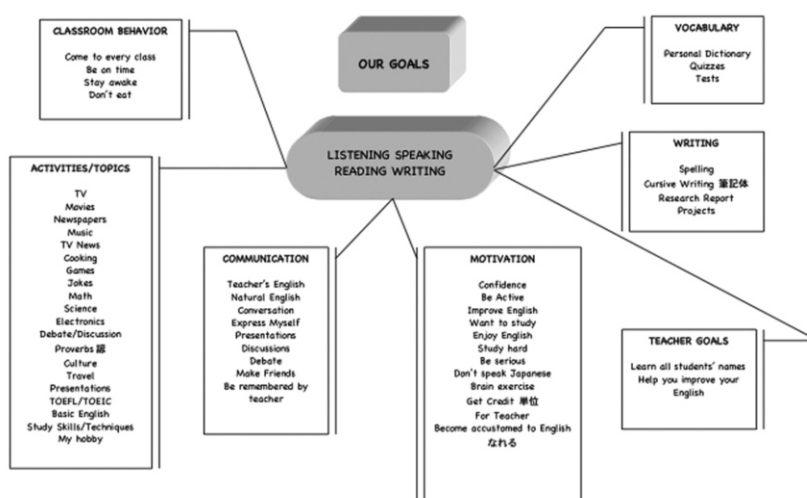 OUR GOALS
LISTENING SPEAKING
READING WRITING
CLASSROOM BEHAVIOR
Come to every class
Be on time
Stay awake
Don't eat
ACTIVITIES/TOPICS
TV
Movies
Newspapers
Music
TV News
Cooking
Games
Jokes
Math
Science
Electronics
Debate/Discussion
Proverbs
Culture
Travel
Presentations
TOEFL/TOEIC
Basic English
Study Skills/Techniques
My hobby
COMMUNICATION
Teacher's English
Natural English
Conversation
Express Myself
Presentations
Discussions
Debate
Make Friends
Be remembered by
teacher
MOTIVATION
Confidence
Be Active
Improve English
Want to study
Enjoy English
Study hard
Be serious
Don't speak Japanese
Brain exercise
Get Credit 単位
For Teacher
Become accustomed to English
なれる
VOCABULARY
Personal Dictionary
Quizzes
Tests
WRITING
Spelling
Cursive Writing 筆記体
Research Report
Projects
TEACHER GOALS
Learn all students' names
Help you improve your
English